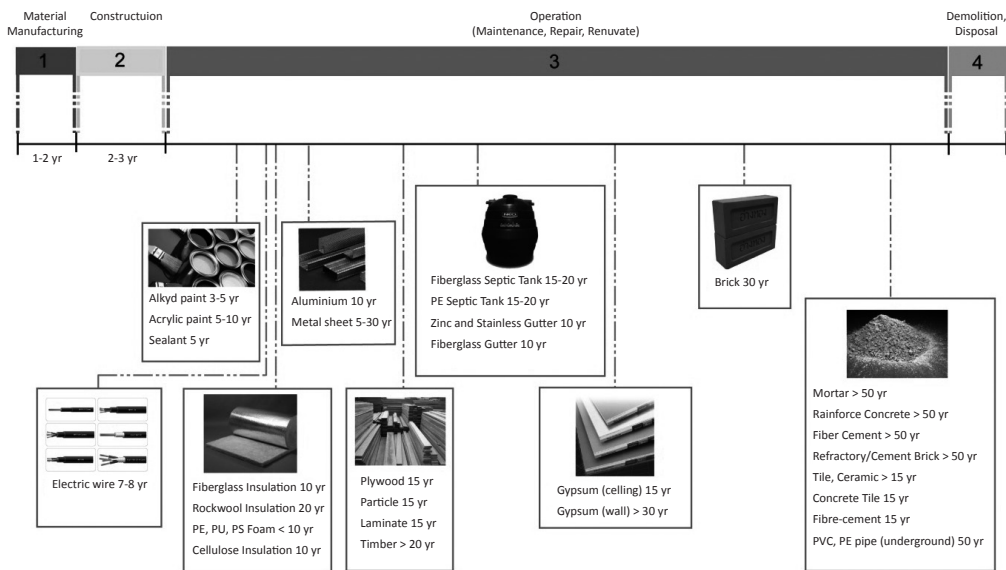 Material
Manufacturing
Constructuion
Operation
(Maintenance, Repair, Renuvate)
Demolition,
Disposal
1
2
3
4
1-2 yr
2-3 yr
Alkyd paint 3-5 yr
Acrylic paint 5-10 yr
Sealant 5 yr
Aluminium 10 yr
Metal sheet 5-30 yr
Fiberglass Septic Tank 15-20 yr
PE Septic Tank 15-20 yr
Zinc and Stainless Gutter 10 yr
Fiberglass Gutter 10 yr
Brick 30 yr
Electric wire 7-8 yr
Fiberglass Insulation 10 yr
Rockwool Insulation 20 yr
PE, PU, PS Foam < 10 yr
Cellulose Insulation 10 yr
Plywood 15 yr
Particle 15 yr
Laminate 15 yr
Timber > 20 yr
Gypsum (celling) 15 yr
Gypsum (wall) > 30 yr
Mortar > 50 yr
Rainforce Concrete > 50 yr
Fiber Cement > 50 yr
Refractory/Cement Brick > 50 yr
Tile, Ceramic > 15 yr
Concrete Tile 15 yr
Fibre-cement 15 yr
PVC, PE pipe (underground) 50 yr